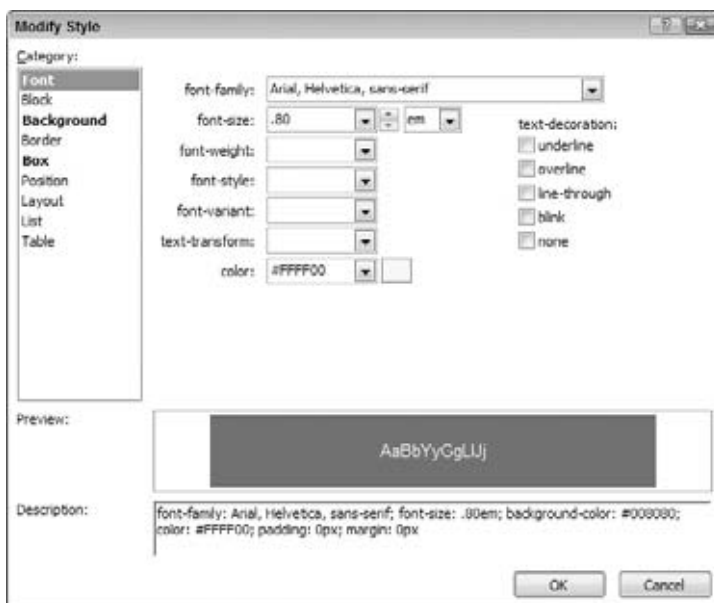 Modify Style
Category:
Font
Block
Background
Border
Box
Position
Layout
List
Table
font-family: Arial, Helvetica, sans-serif
font-size: .80 em
font-weight:
font-style:
font-variant:
text-transform:
color: #FFFF00
text-decoration:
underline
overline
line-through
blink
none
Preview:
AaBbYyGgLlJj
Description:
font-family: Arial, Helvetica, sans-serif; font-size: .80em; background-color: #008080;
color: #FFFF00; padding: 0px; margin: 0px
OK Cancel